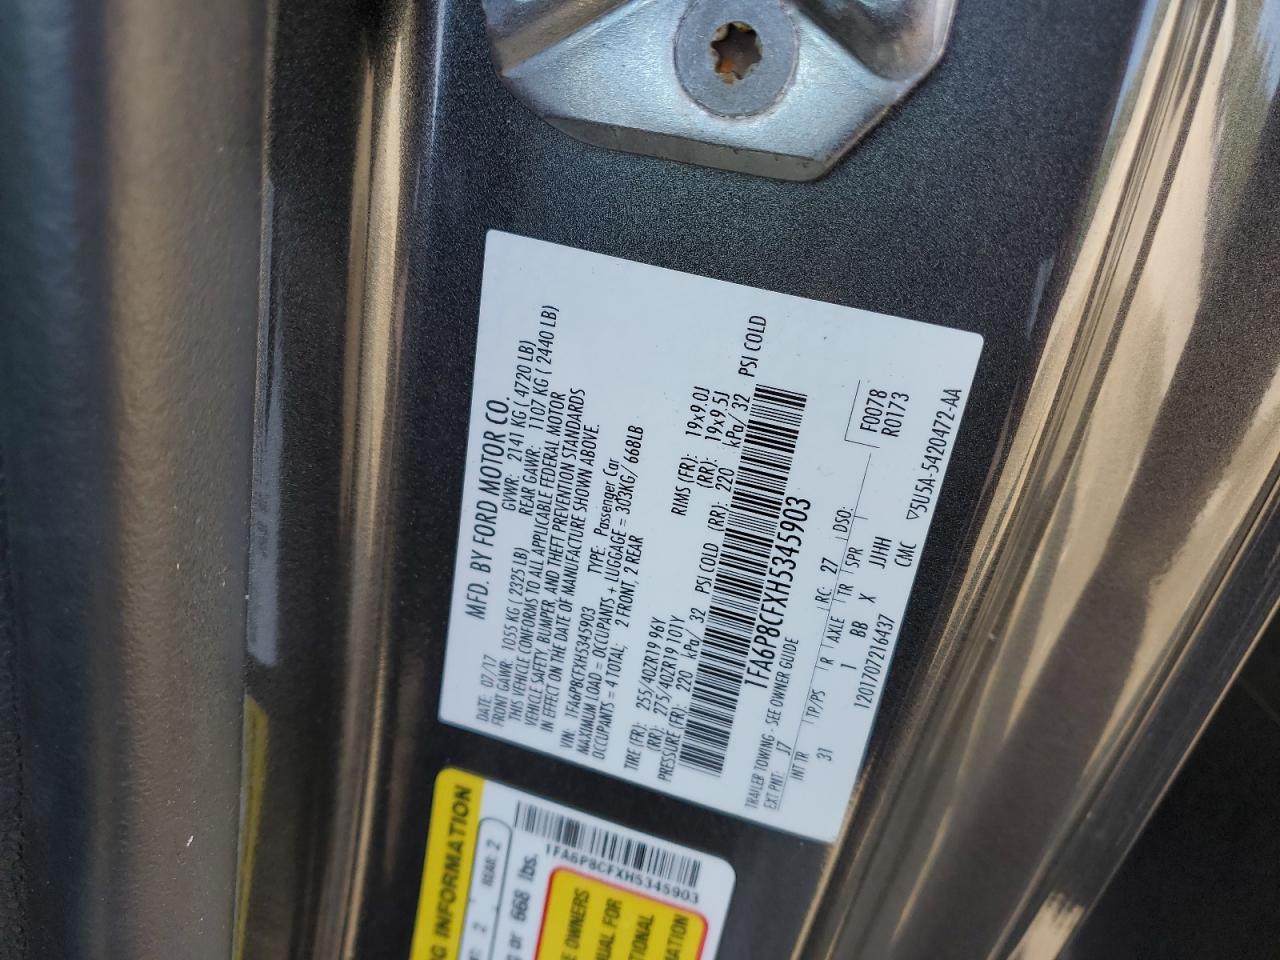 MFD. BY FORD MOTOR CO.
DATE: 07/17 GVWR: 2141 KG ( 4720 LB)
FRONT GAWR: 1055 KG ( 2325 LB) REAR GAWR: 1107 KG ( 2440 LB)
THIS VEHICLE CONFORMS TO ALL APPLICABLE FEDERAL MOTOR
VEHICLE SAFETY, BUMPER, AND THEFT PREVENTION STANDARDS
IN EFFECT ON THE DATE OF MANUFACTURE SHOWN ABOVE.
VIN: 1FA6P8CFXH5345903 TYPE: Passenger Car
MAXIMUM LOAD = OCCUPANTS + LUGGAGE = 303KG/ 668LB
OCCUPANTS = 4 TOTAL; 2 FRONT, 2 REAR
TIRE (FR): 255/40ZR19 96Y RIMS (FR): 19x9.0J
(RR): 275/40ZR19 101Y (RR): 19x9.5J
PRESSURE (FR): 220 kPa/ 32 PSI COLD (RR): 220 kPa/ 32 PSI COLD
1FA6P8CFXH5345903
TRAILER TOWING - SEE OWNER GUIDE
EXT PNT: J7 RC: 27 DSO: F0078
R0173
INT TR TP/PS R AXLE TR SPR
31 1 BB X JJHH
1201707216437 CMC ▽5U5A-5420472-AA
NG INFORMATION
2 REAR: 2
or 668 lbs.
1FA6P8CFXH5345903
OWNERS
FOR